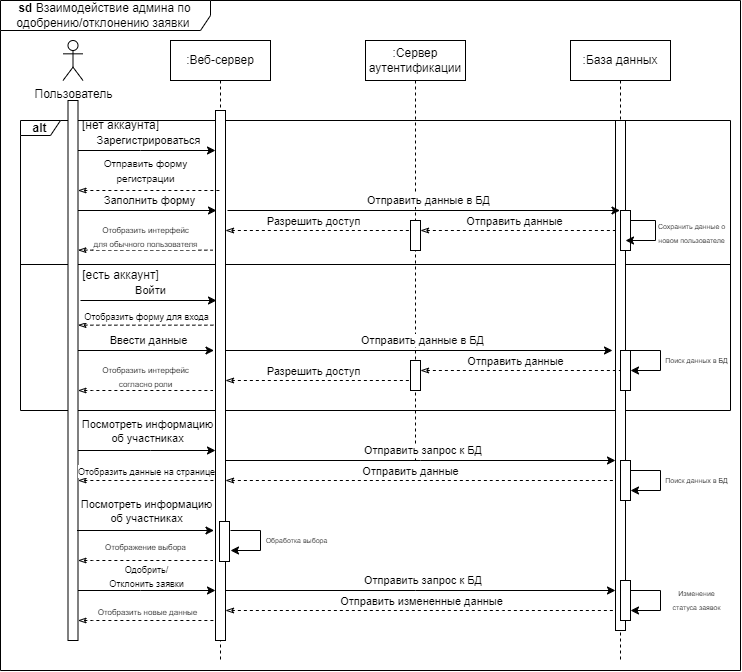 sd Взаимодействие админа по
одобрению/отклонению заявки
Пользователь
:Веб-сервер
:Сервер
аутентификации
:База данных
alt
[нет аккаунта]
Зарегистрироваться
Отправить форму
регистрации
Заполнить форму
Отправить данные в БД
Разрешить доступ
Отправить данные
Сохранить данные о
новом пользователе
Отобразить интерфейс
для обычного пользователя
[есть аккаунт]
Войти
Отобразить форму для входа
Ввести данные
Отправить данные в БД
Разрешить доступ
Отправить данные
Поиск данных в БД
Отобразить интерфейс
согласно роли
Посмотреть информацию
об участниках
Отправить запрос к БД
Отобразить данные на странице
Отправить данные
Поиск данных в БД
Посмотреть информацию
об участниках
Обработка выбора
Отображение выбора
Одобрить/
Отклонить заявки
Отправить запрос к БД
Изменение
статуса заявок
Отправить измененные данные
Отобразить новые данные